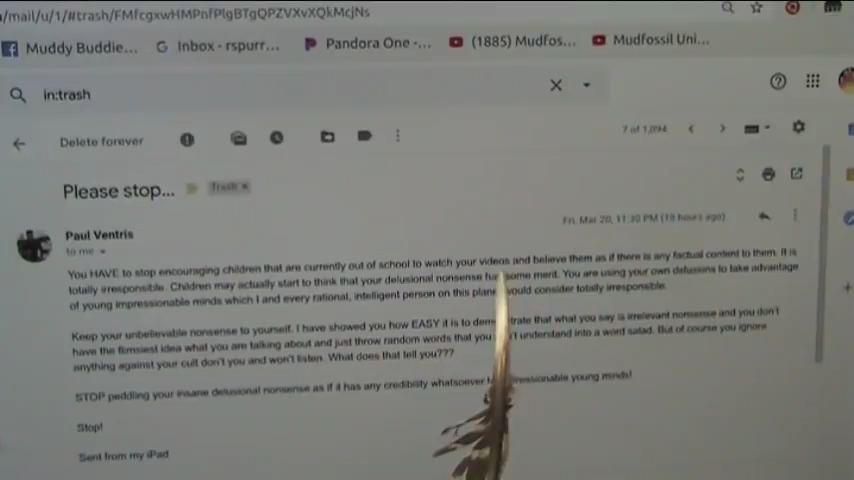 /mail/u/1/#trash/FMfcgxwHMPnfPlgBTgQPZVXvXQkMcjNs
Muddy Buddie... G Inbox - rspurr... Pandora One -... (1885) Mudfos... Mudfossil Uni...
in:trash
Delete forever 7 of 1,094
Please stop... Trash x
Fri, Mar 20, 11:30 PM (18 hours ago)
Paul Ventris
to me
You HAVE to stop encouraging children that are currently out of school to watch your videos and believe them as if there is any factual content to them. It is
totally irresponsible. Children may actually start to think that your delusional nonsense has some merit. You are using your own delusions to take advantage
of young impressionable minds which I and every rational, intelligent person on this would consider totally irresponsible.
Keep your unbelievable nonsense to yourself. I have showed you how EASY it is to that what you say is irrelevant nonsense and you don't
have the flimsiest idea what you are talking about and just throw random words that you understand into a word salad. But of course you ignore
anything against your cult don't you and won't listen. What does that tell you???
STOP peddling your insane delusional nonsense as if it has any credibility whatsoever young minds!
Stop!
Sent from my iPad